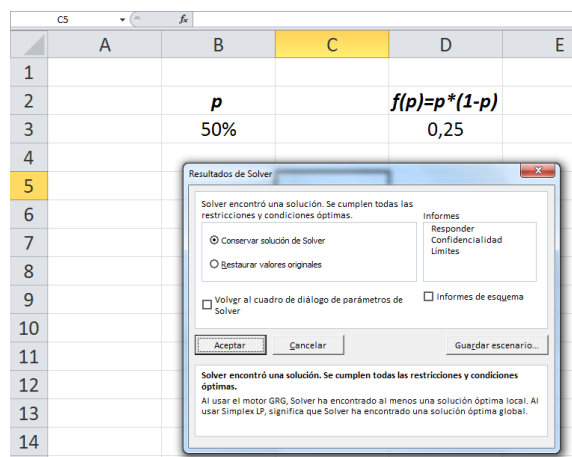 C5 fx
A B C D E
1
2 p f(p)=p*(1-p)
3 50% 0,25
4
5
6
7
8
9
10
11
12
13
14
Resultados de Solver
Solver encontró una solución. Se cumplen todas las
restricciones y condiciones óptimas.
Informes
Responder
Confidencialidad
Límites
Conservar solución de Solver
Restaurar valores originales
Volver al cuadro de diálogo de parámetros de
Solver
Informes de esquema
Aceptar Cancelar Guardar escenario...
Solver encontró una solución. Se cumplen todas las restricciones y condiciones
óptimas.
Al usar el motor GRG, Solver ha encontrado al menos una solución óptima local. Al
usar Simplex LP, significa que Solver ha encontrado una solución óptima global.